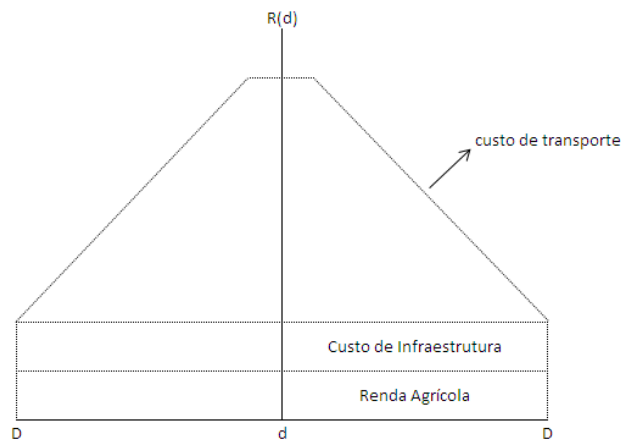 R(d)
custo de transporte
Custo de Infraestrutura
Renda Agrícola
D
d
D